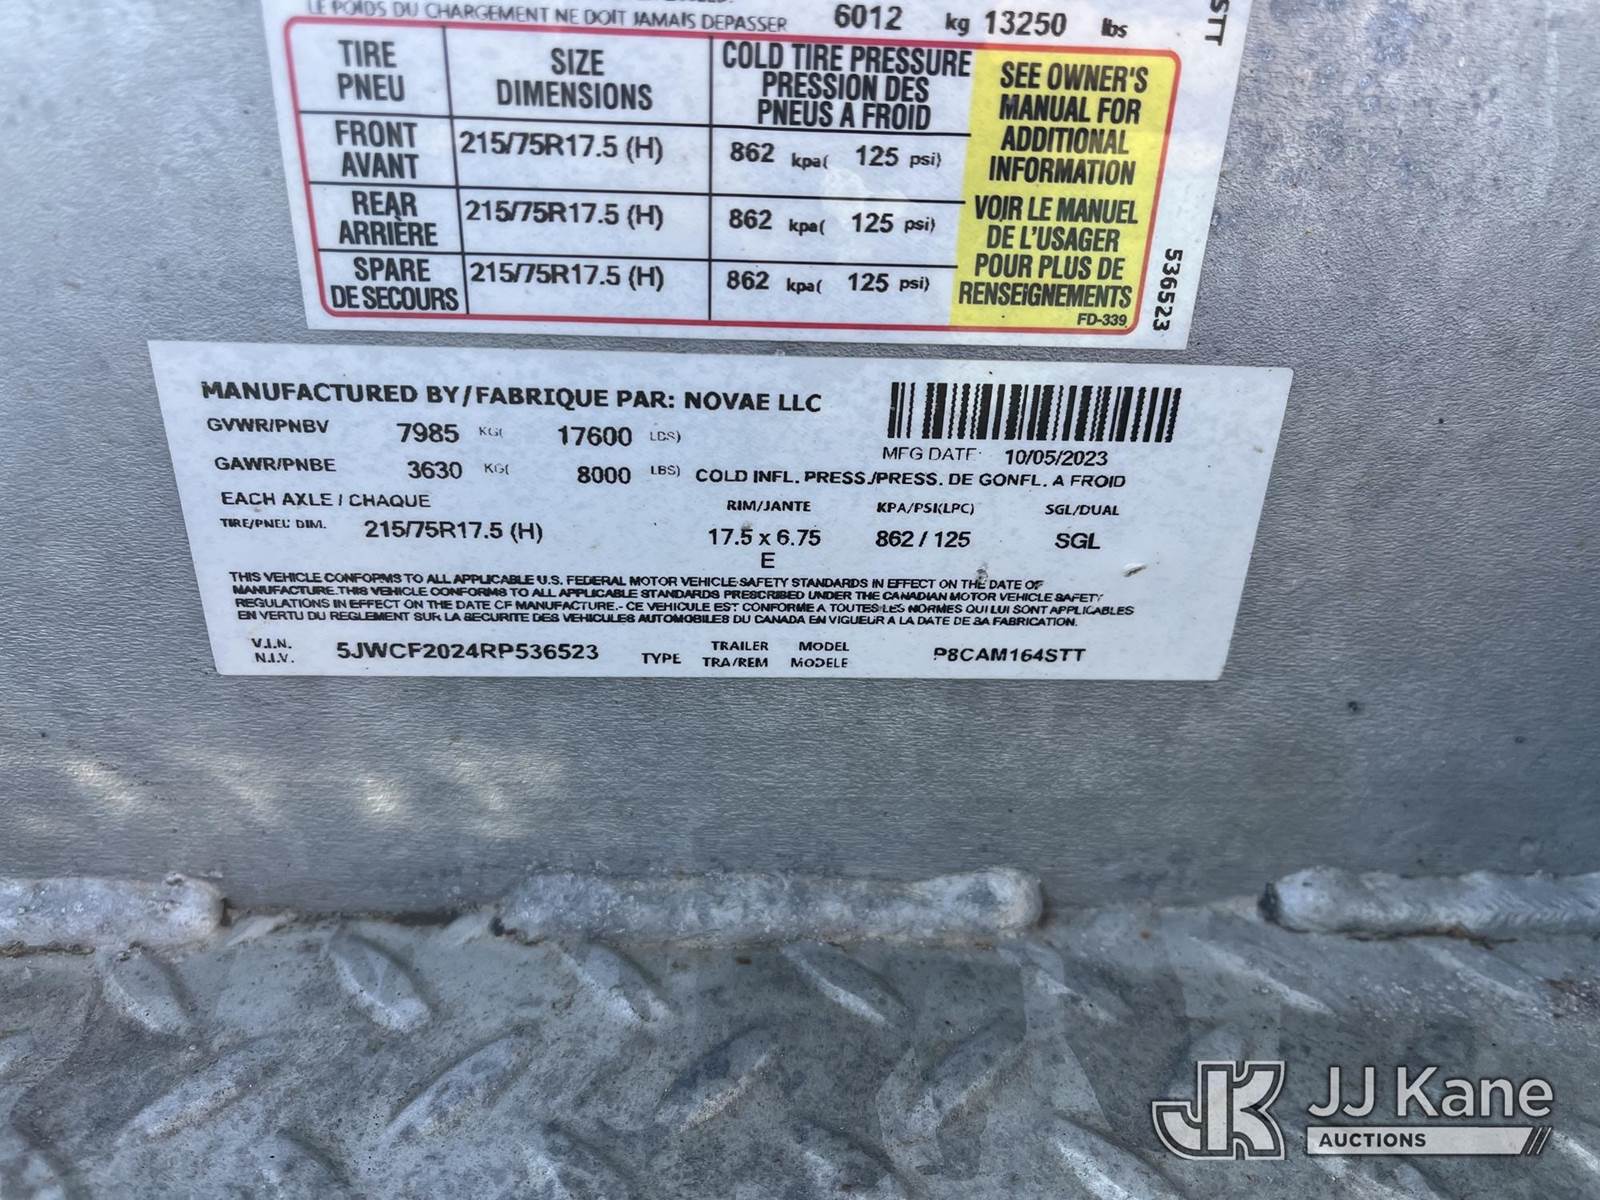 LE POIDS DU CHARGEMENT NE DOIT JAMAIS DEPASSER 6012 kg 13250 lbs
STT
TIRE PNEU SIZE DIMENSIONS COLD TIRE PRESSURE PRESSION DES PNEUS A FROID
FRONT AVANT 215/75R17.5 (H) 862 kpa( 125 psi)
REAR ARRIÈRE 215/75R17.5 (H) 862 kpa( 125 psi)
SPARE DE SECOURS 215/75R17.5 (H) 862 kpa( 125 psi)
SEE OWNER'S
MANUAL FOR
ADDITIONAL
INFORMATION
VOIR LE MANUEL
DE L'USAGER
POUR PLUS DE
RENSEIGNEMENTS
FD-339
536523
MANUFACTURED BY/FABRIQUE PAR: NOVAE LLC
GVWR/PNBV 7985 KG( 17600 LBS)
MFG DATE: 10/05/2023
GAWR/PNBE 3630 KG( 8000 LBS) COLD INFL. PRESS./PRESS. DE GONFL. A FROID
EACH AXLE / CHAQUE RIM/JANTE KPA/PSI(LPC) SGL/DUAL
TIRE/PNEU DIM. 215/75R17.5 (H) 17.5 x 6.75 862 / 125 SGL
E
THIS VEHICLE CONFORMS TO ALL APPLICABLE U.S. FEDERAL MOTOR VEHICLE SAFETY STANDARDS IN EFFECT ON THE DATE OF
MANUFACTURE.THIS VEHICLE CONFORMS TO ALL APPLICABLE STANDARDS PRESCRIBED UNDER THE CANADIAN MOTOR VEHICLE SAFETY
REGULATIONS IN EFFECT ON THE DATE OF MANUFACTURE.- CE VEHICULE EST CONFORME A TOUTES LES NORMES QUI LUI SONT APPLICABLES
EN VERTU DU REGLEMENT SUR LA SECURITE DES VEHICULES AUTOMOBILES DU CANADA EN VIGUEUR A LA DATE DE SA FABRICATION.
V.I.N. N.I.V. 5JWCF2024RP536523 TYPE TRAILER TRA/REM MODEL MODELE P8CAM164STT
JK JJ Kane
AUCTIONS